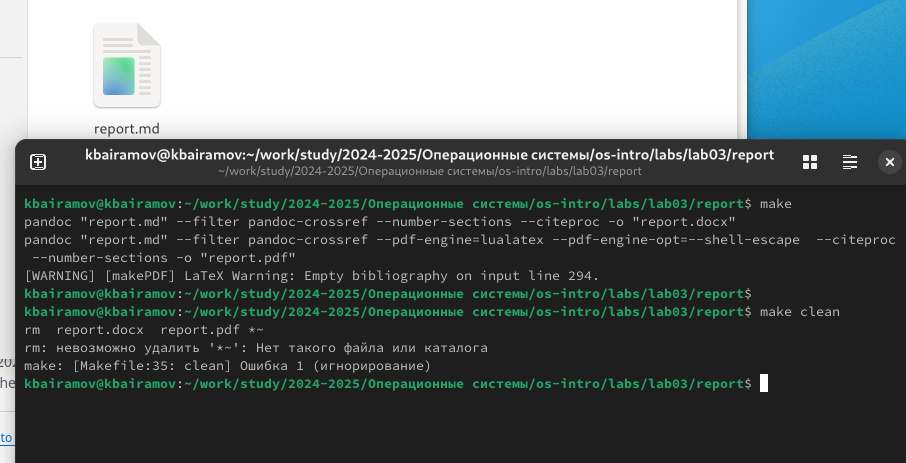 report.md
kbairamov@kbairamov:~/work/study/2024-2025/Операционные системы/os-intro/labs/lab03/report
~/work/study/2024-2025/Операционные системы/os-intro/labs/lab03/report
kbairamov@kbairamov:~/work/study/2024-2025/Операционные системы/os-intro/labs/lab03/report$ make
pandoc "report.md" --filter pandoc-crossref --number-sections --citeproc -o "report.docx"
pandoc "report.md" --filter pandoc-crossref --pdf-engine=lualatex --pdf-engine-opt=--shell-escape  --citeproc
 --number-sections -o "report.pdf"
[WARNING] [makePDF] LaTeX Warning: Empty bibliography on input line 294.
kbairamov@kbairamov:~/work/study/2024-2025/Операционные системы/os-intro/labs/lab03/report$
kbairamov@kbairamov:~/work/study/2024-2025/Операционные системы/os-intro/labs/lab03/report$ make clean
rm  report.docx  report.pdf *~
rm: невозможно удалить '*~': Нет такого файла или каталога
make: [Makefile:35: clean] Ошибка 1 (игнорирование)
kbairamov@kbairamov:~/work/study/2024-2025/Операционные системы/os-intro/labs/lab03/report$
he
to